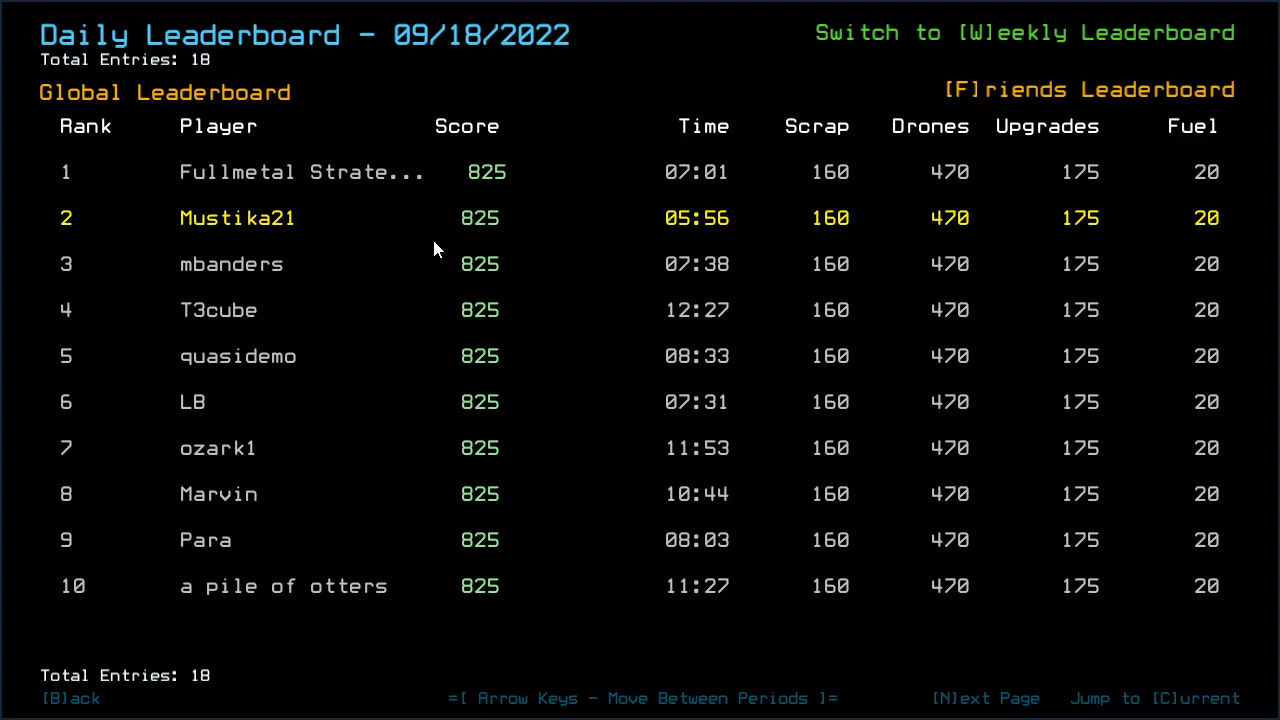 Daily Leaderboard - 09/18/2022 Switch to [W]eekly Leaderboard
Total Entries: 18
Global Leaderboard [F]riends Leaderboard
Rank Player Score Time Scrap Drones Upgrades Fuel
1 Fullmetal Strate... 825 07:01 160 470 175 20
2 Mustika21 825 05:56 160 470 175 20
3 mbanders 825 07:38 160 470 175 20
4 T3cube 825 12:27 160 470 175 20
5 quasidemo 825 08:33 160 470 175 20
6 LB 825 07:31 160 470 175 20
7 ozark1 825 11:53 160 470 175 20
8 Marvin 825 10:44 160 470 175 20
9 Para 825 08:03 160 470 175 20
10 a pile of otters 825 11:27 160 470 175 20
Total Entries: 18
[B]ack =[ Arrow Keys - Move Between Periods ]= [N]ext Page Jump to [C]urrent